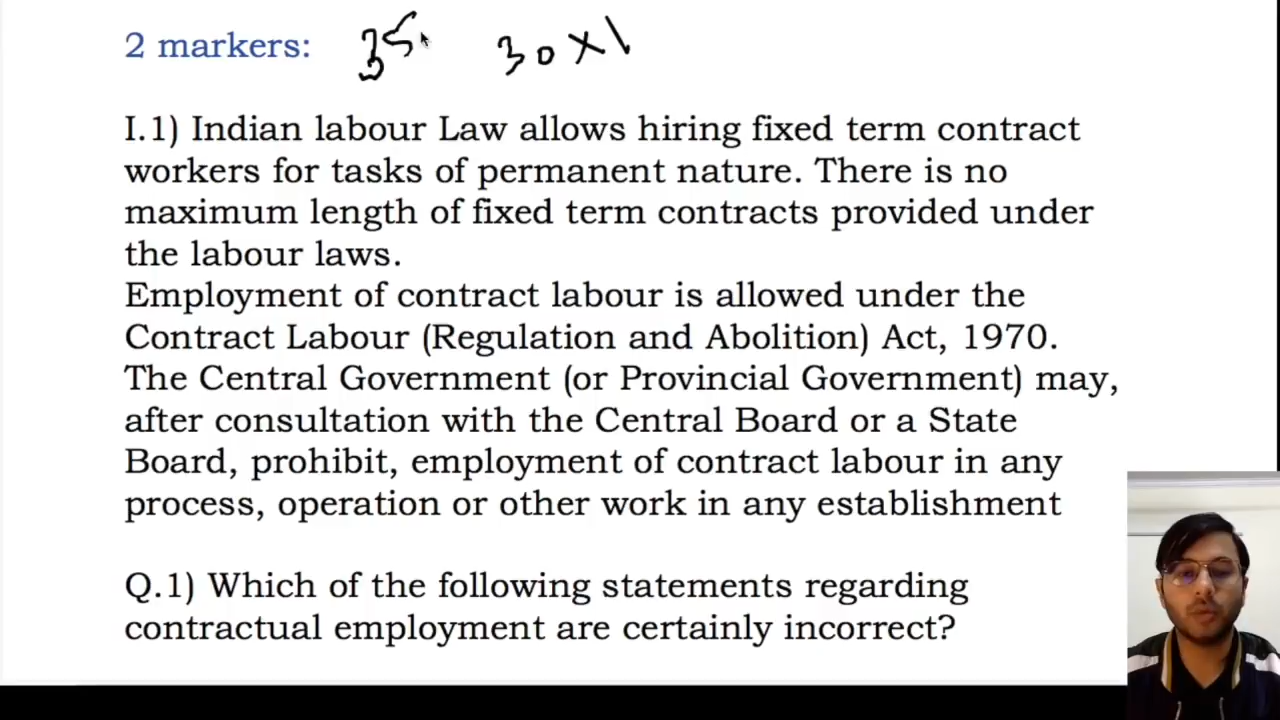 2 markers: 35 30x1
I.1) Indian labour Law allows hiring fixed term contract
workers for tasks of permanent nature. There is no
maximum length of fixed term contracts provided under
the labour laws.
Employment of contract labour is allowed under the
Contract Labour (Regulation and Abolition) Act, 1970.
The Central Government (or Provincial Government) may,
after consultation with the Central Board or a State
Board, prohibit, employment of contract labour in any
process, operation or other work in any establishment
Q.1) Which of the following statements regarding
contractual employment are certainly incorrect?